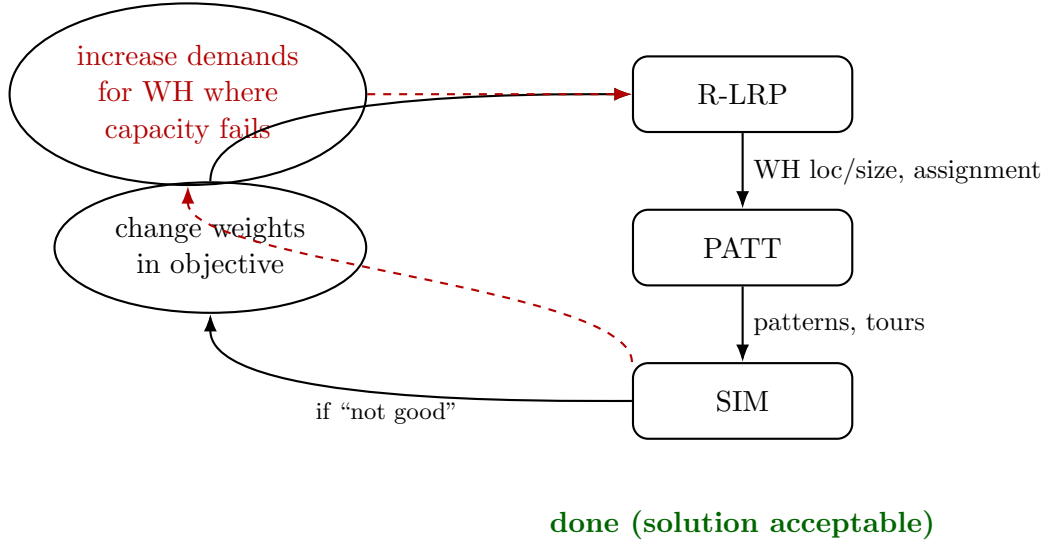 increase demands
for WH where
capacity fails
R-LRP
WH loc/size, assignment
change weights
in objective
PATT
patterns, tours
if “not good”
SIM
done (solution acceptable)